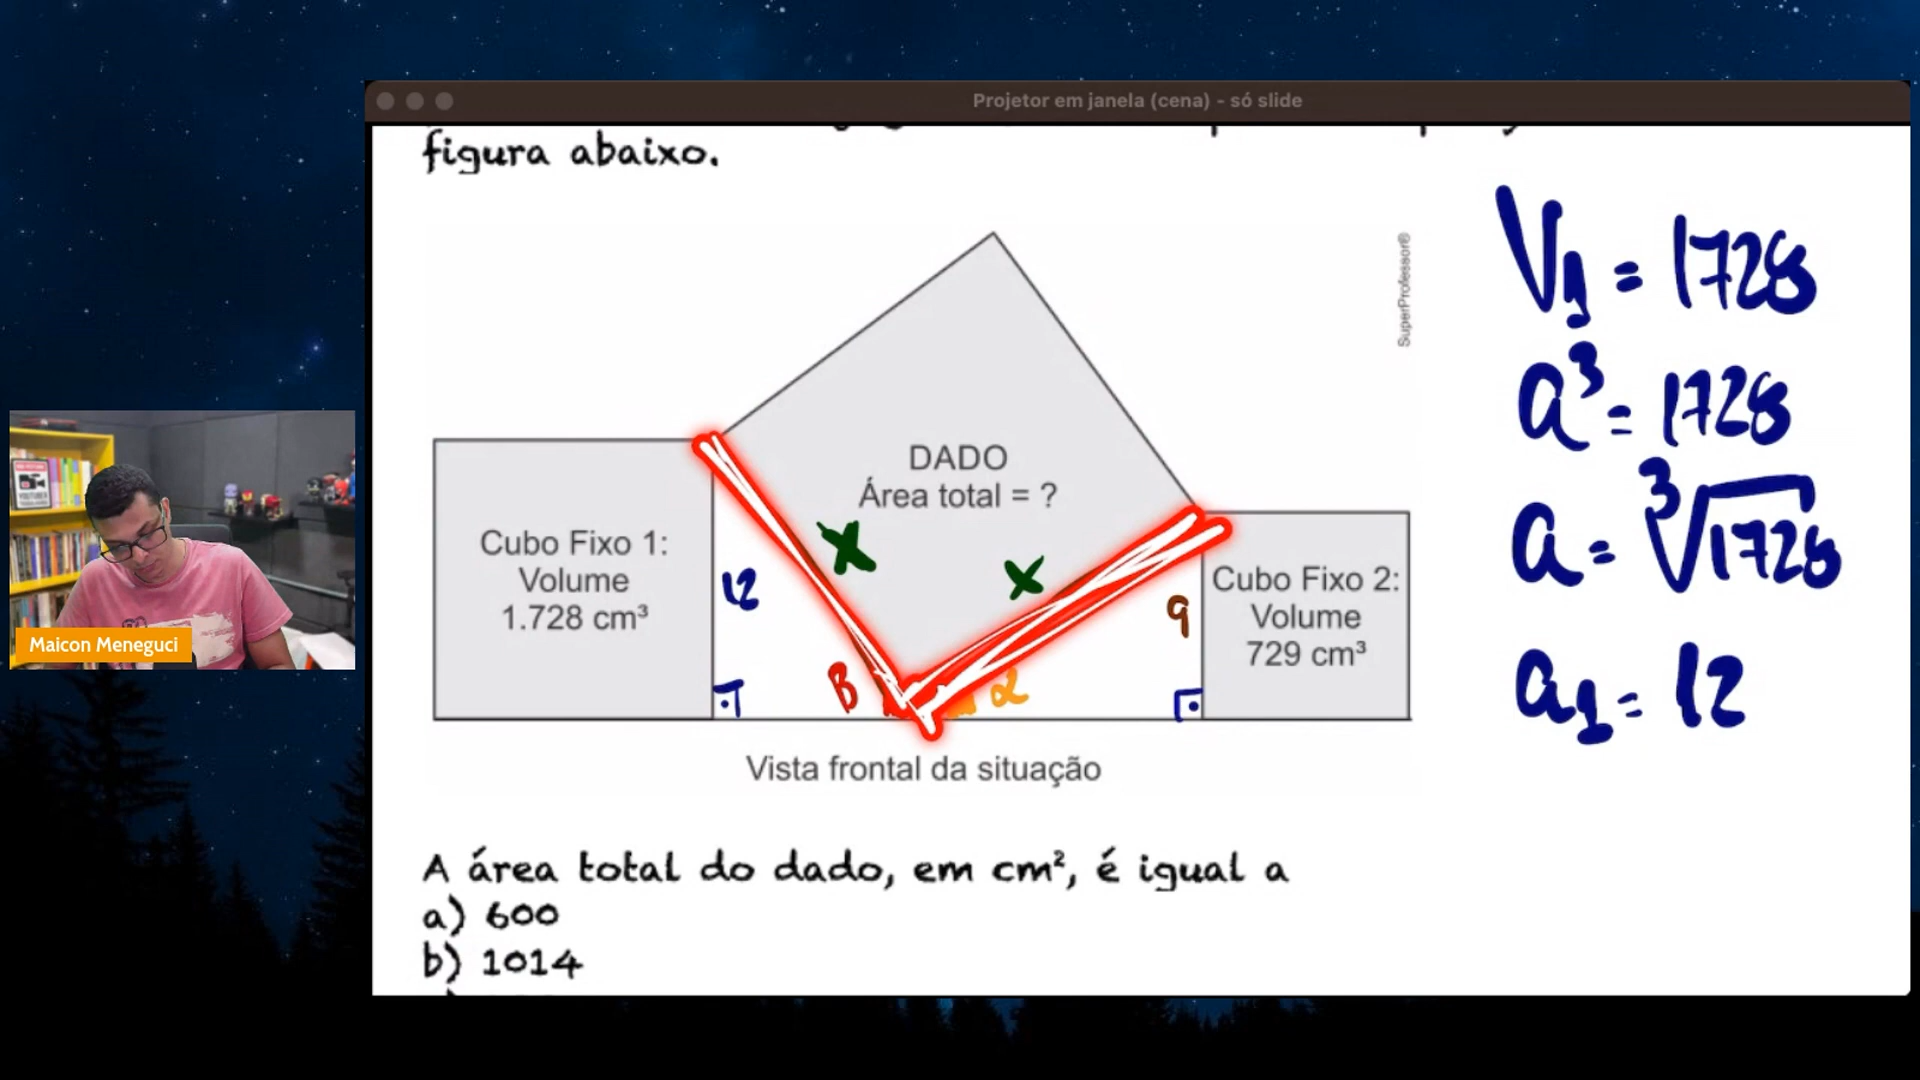 Projetor em janela (cena) - só slide
figura abaixo.
SuperProfessor®
DADO
Área total = ?
Cubo Fixo 1:
Volume
1.728 cm³
12
x
x
9
B
α
Cubo Fixo 2:
Volume
729 cm³
Vista frontal da situação
V₁ = 1728
a³ = 1728
a = ³√1728
a₁ = 12
A área total do dado, em cm², é igual a
a) 600
b) 1014
Maicon Meneguci